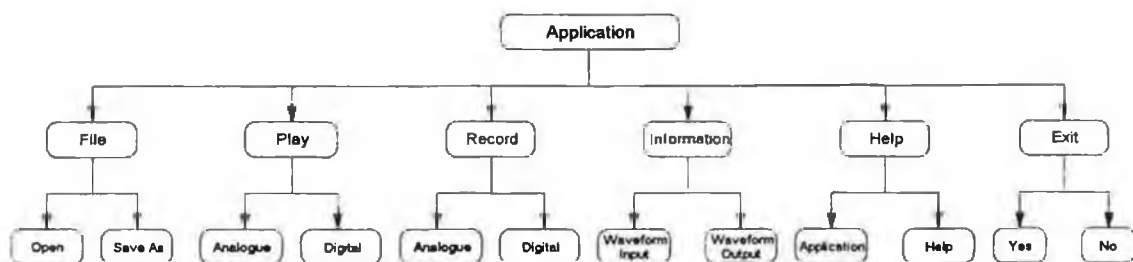 Application
File Play Record Information Help Exit
Open Save As Analogue Digital Analogue Digital Waveform Input Waveform Output Application Help Yes No